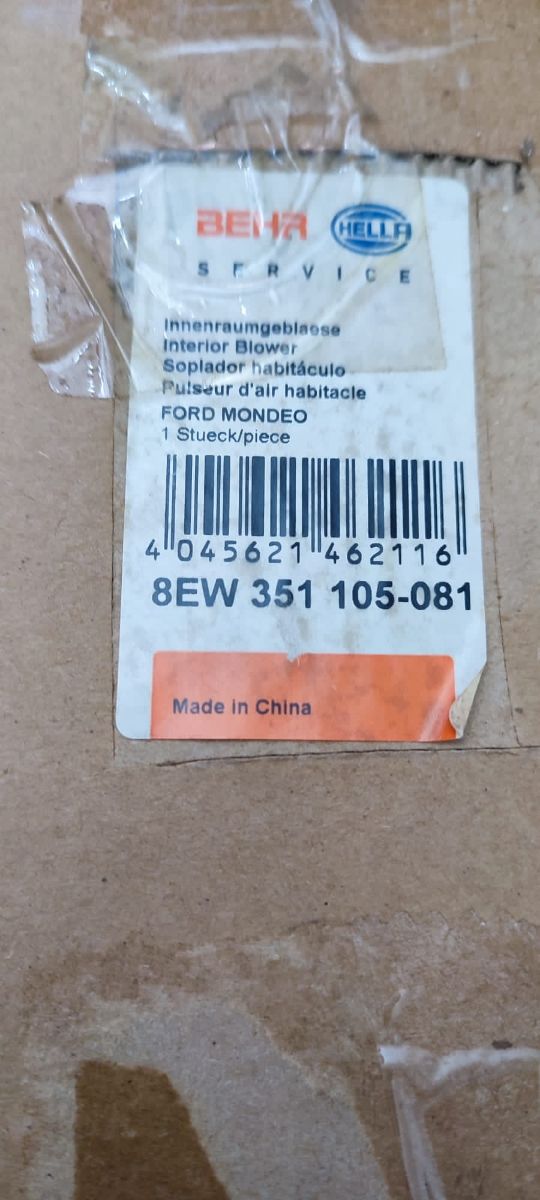 BEHR HELLA
SERVICE
Innenraumgeblaese
Interior Blower
Soplador habitáculo
Pulseur d'air habitacle
FORD MONDEO
1 Stueck/piece
4 045621 462116
8EW 351 105-081
Made in China